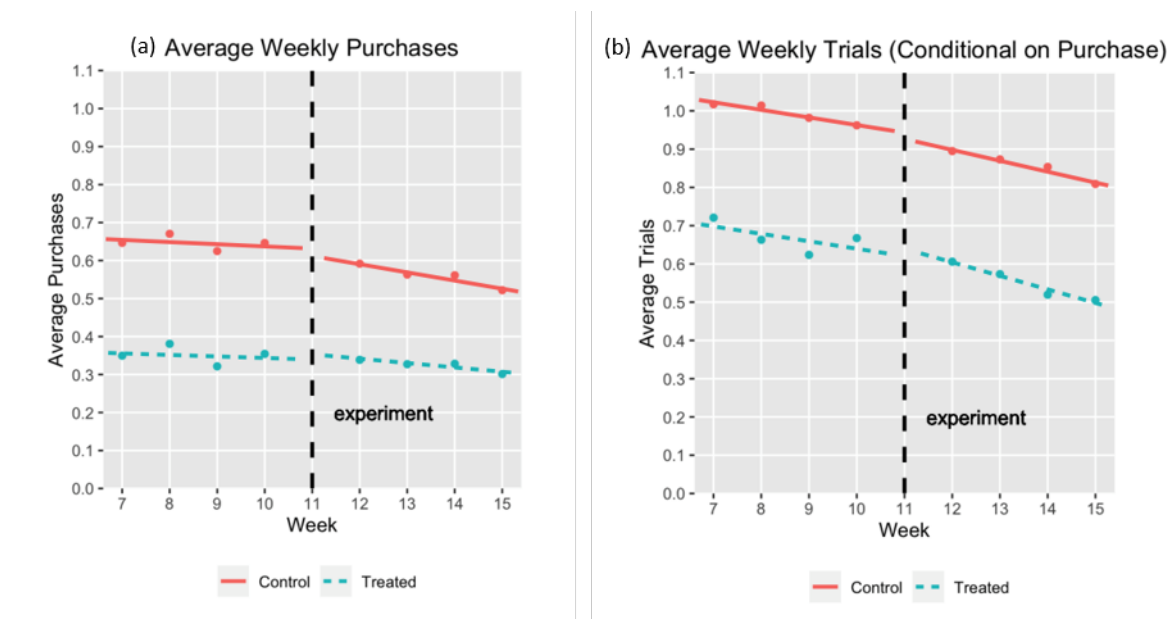 (a) Average Weekly Purchases
Average Purchases
1.1
1.0
0.9
0.8
0.7
0.6
0.5
0.4
0.3
0.2
0.1
0.0
experiment
7 8 9 10 11 12 13 14 15
Week
Control Treated
(b) Average Weekly Trials (Conditional on Purchase)
Average Trials
1.1
1.0
0.9
0.8
0.7
0.6
0.5
0.4
0.3
0.2
0.1
0.0
experiment
7 8 9 10 11 12 13 14 15
Week
Control Treated